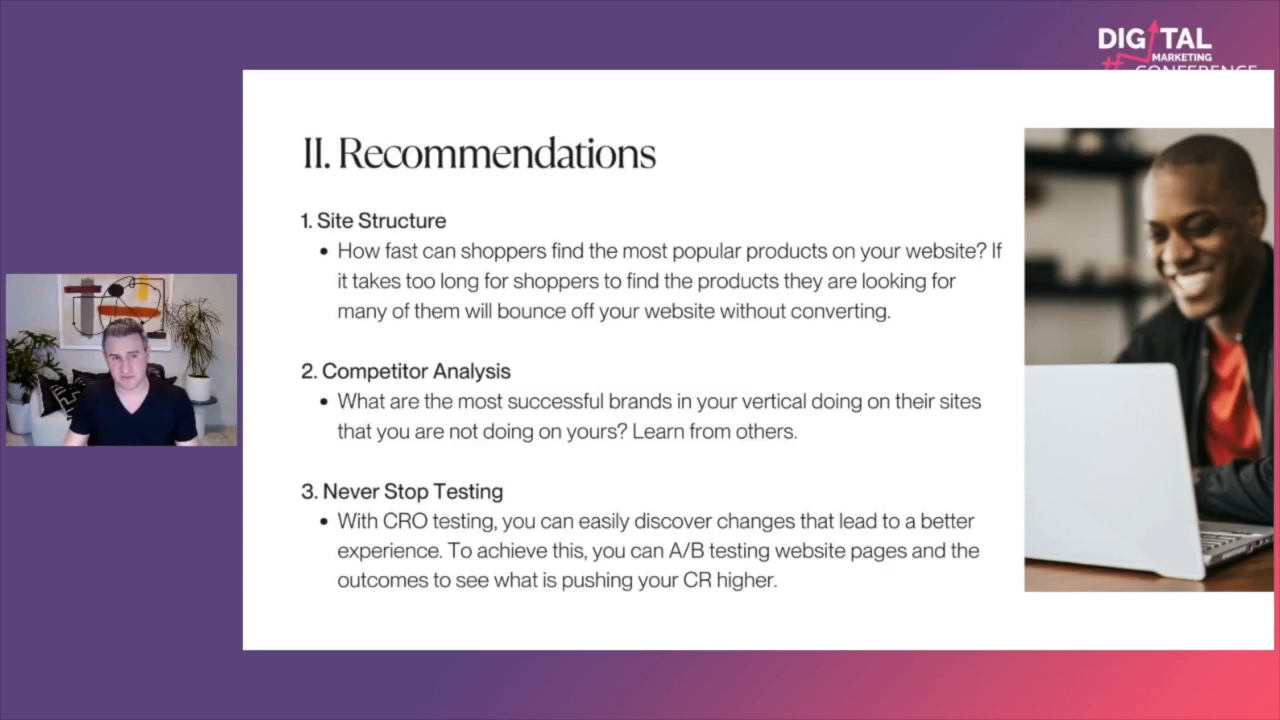 DIGITAL
MARKETING
CONFERENCE
II. Recommendations
1. Site Structure
• How fast can shoppers find the most popular products on your website? If
it takes too long for shoppers to find the products they are looking for
many of them will bounce off your website without converting.
2. Competitor Analysis
• What are the most successful brands in your vertical doing on their sites
that you are not doing on yours? Learn from others.
3. Never Stop Testing
• With CRO testing, you can easily discover changes that lead to a better
experience. To achieve this, you can A/B testing website pages and the
outcomes to see what is pushing your CR higher.